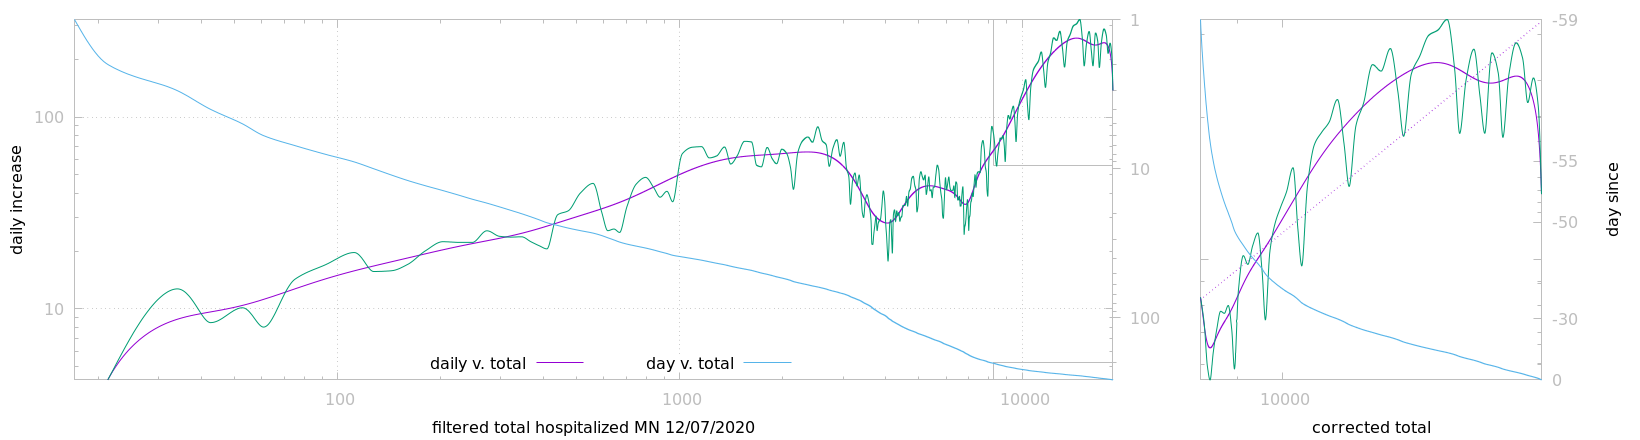 daily increase
100
10
1
10
100
daily v. total
day v. total
100
1000
10000
filtered total hospitalized MN 12/07/2020
-59
-55
-50
-30
0
day since
10000
corrected total